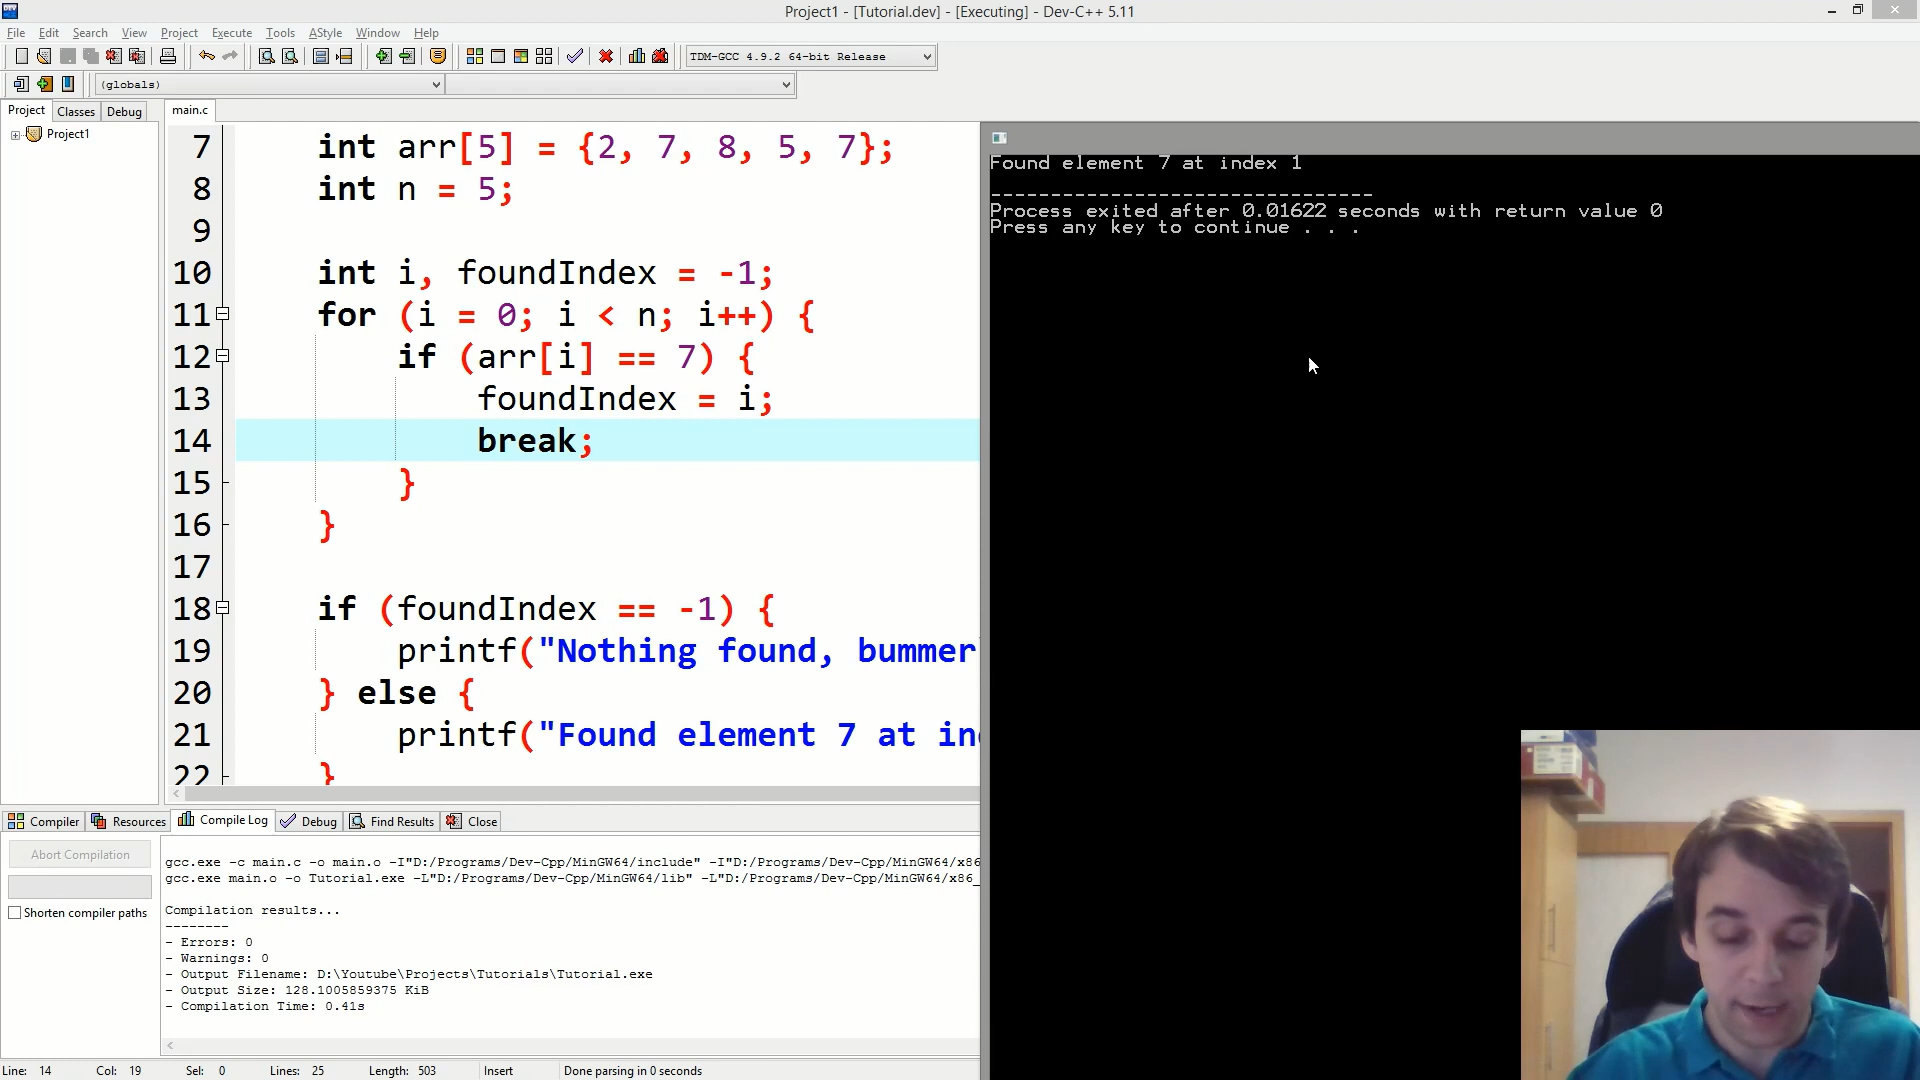 Project1 - [Tutorial.dev] - [Executing] - Dev-C++ 5.11
File Edit Search View Project Execute Tools AStyle Window Help
TDM-GCC 4.9.2 64-bit Release
(globals)
Project Classes Debug
main.c
Project1
7 int arr[5] = {2, 7, 8, 5, 7};
8 int n = 5;
9
10 int i, foundIndex = -1;
11 for (i = 0; i < n; i++) {
12 if (arr[i] == 7) {
13 foundIndex = i;
14 break;
15 }
16 }
17
18 if (foundIndex == -1) {
19 printf("Nothing found, bummer
20 } else {
21 printf("Found element 7 at in
22 }
Found element 7 at index 1
--------------------------------
Process exited after 0.01622 seconds with return value 0
Press any key to continue . . .
Compiler Resources Compile Log Debug Find Results Close
Abort Compilation
Shorten compiler paths
gcc.exe -c main.c -o main.o -I"D:/Programs/Dev-Cpp/MinGW64/include" -I"D:/Programs/Dev-Cpp/MinGW64/x86
gcc.exe main.o -o Tutorial.exe -L"D:/Programs/Dev-Cpp/MinGW64/lib" -L"D:/Programs/Dev-Cpp/MinGW64/x86_
Compilation results...
--------
- Errors: 0
- Warnings: 0
- Output Filename: D:\Youtube\Projects\Tutorials\Tutorial.exe
- Output Size: 128.1005859375 KiB
- Compilation Time: 0.41s
Line: 14 Col: 19 Sel: 0 Lines: 25 Length: 503 Insert Done parsing in 0 seconds